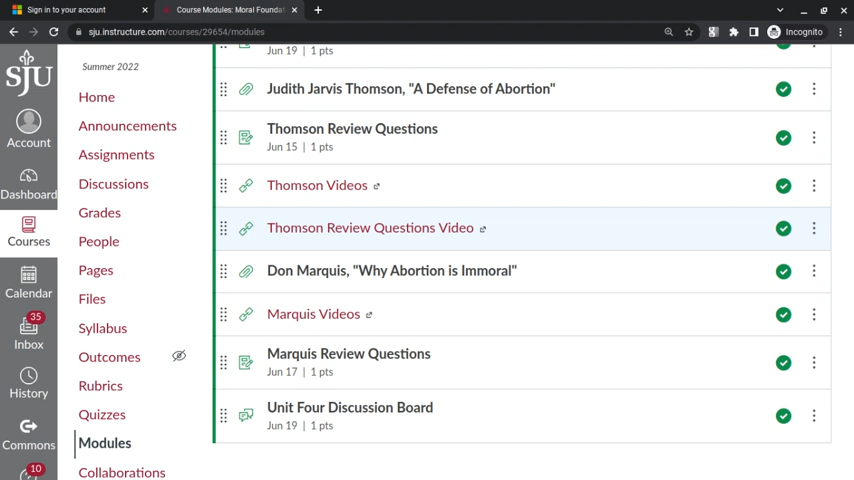 Sign in to your account
Course Modules: Moral Foundat
sju.instructure.com/courses/29654/modules
Incognito
SJU
Account
Dashboard
Courses
Calendar
35
Inbox
History
Commons
10
Summer 2022
Home
Announcements
Assignments
Discussions
Grades
People
Pages
Files
Syllabus
Outcomes
Rubrics
Quizzes
Modules
Collaborations
Jun 19 | 1 pts
Judith Jarvis Thomson, "A Defense of Abortion"
Thomson Review Questions
Jun 15 | 1 pts
Thomson Videos
Thomson Review Questions Video
Don Marquis, "Why Abortion is Immoral"
Marquis Videos
Marquis Review Questions
Jun 17 | 1 pts
Unit Four Discussion Board
Jun 19 | 1 pts